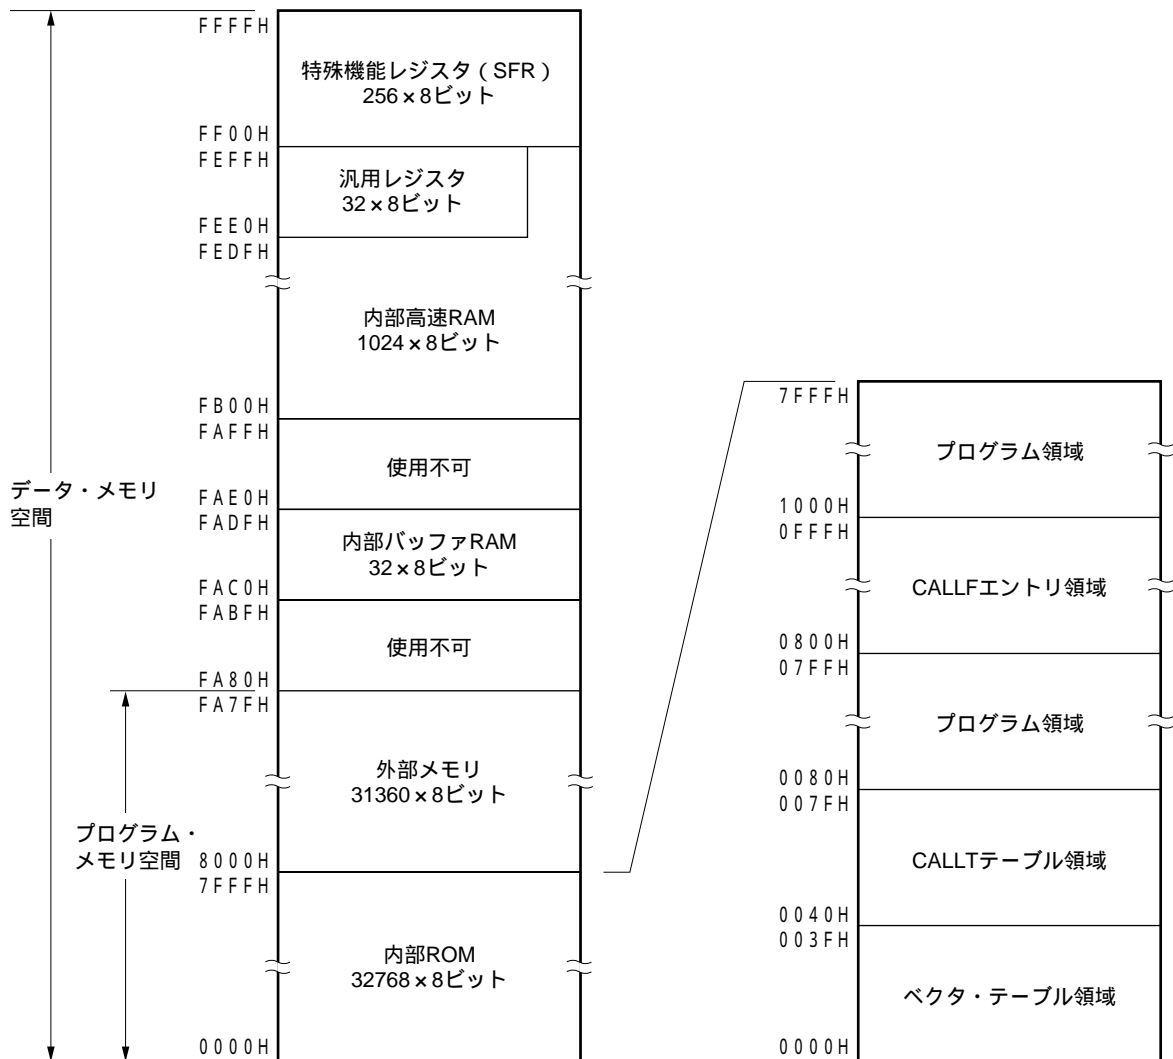 FFFFH
特殊機能レジスタ（SFR）
256×8ビット
FF00H
FEFFH
汎用レジスタ
32×8ビット
FEE0H
FEDFH
内部高速RAM
1024×8ビット
FB00H
FAFFH
使用不可
データ・メモリ
空間
FAE0H
FADFH
内部バッファRAM
32×8ビット
FAC0H
FABFH
使用不可
FA80H
FA7FH
外部メモリ
31360×8ビット
プログラム・
メモリ空間
8000H
7FFFH
内部ROM
32768×8ビット
0000H
7FFFH
プログラム領域
1000H
0FFFH
CALLFエントリ領域
0800H
07FFH
プログラム領域
0080H
007FH
CALLTテーブル領域
0040H
003FH
ベクタ・テーブル領域
0000H